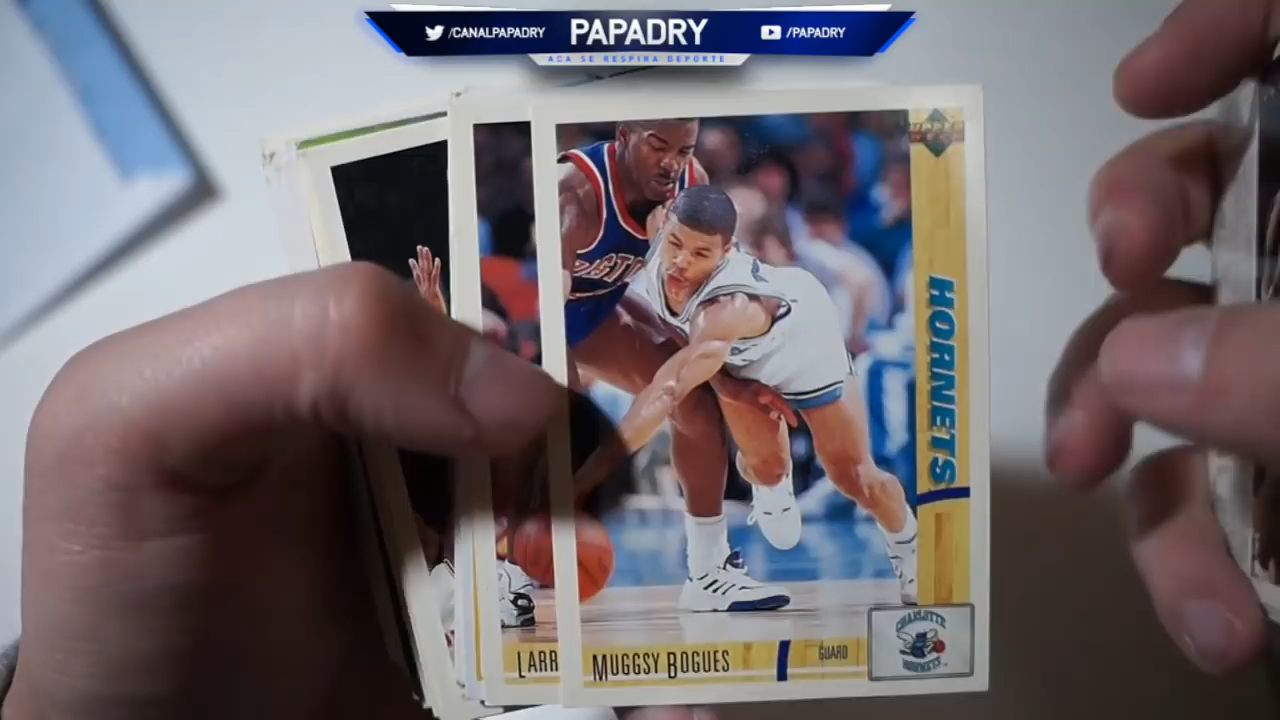 /CANALPAPADRY
PAPADRY
/PAPADRY
ACA SE RESPIRA DEPORTE
HORNETS
LARR
MUGGSY BOGUES
GUARD
CHARLOTTE
HORNETS